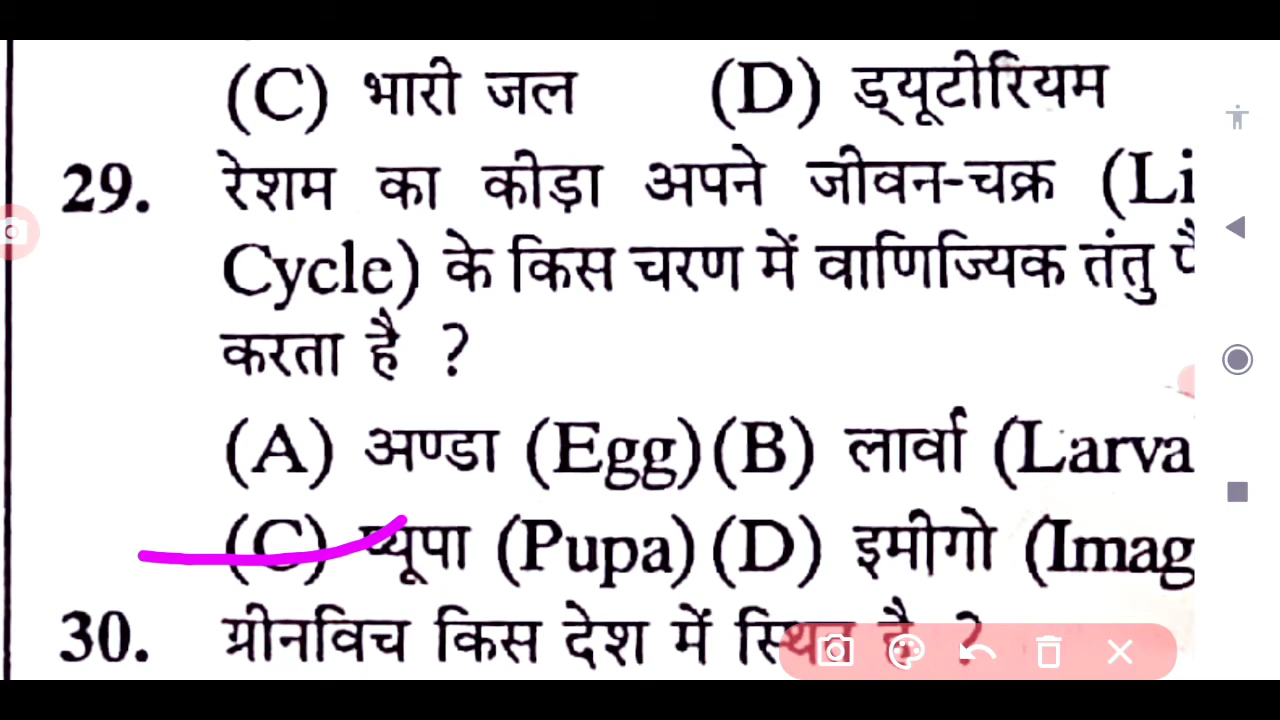 (C) भारी जल (D) ड्यूटीरियम
29. रेशम का कीड़ा अपने जीवन-चक्र (Li
Cycle) के किस चरण में वाणिज्यिक तंतु पै
करता है ?
(A) अण्डा (Egg) (B) लार्वा (Larva
(C) प्यूपा (Pupa) (D) इमीगो (Imag
30. ग्रीनविच किस देश में स्थित है ?